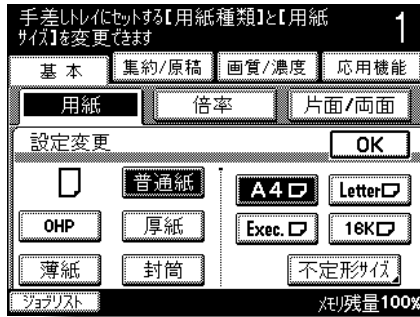 手差しトレイにセットする【用紙種類】と【用紙
サイズ】を変更できます
1
基本 集約/原稿 画質/濃度 応用機能
用紙 倍率 片面/両面
設定変更 OK
普通紙 A4 Letter
OHP 厚紙 Exec. 16K
薄紙 封筒 不定形サイズ
ジョブリスト メモリ残量100%